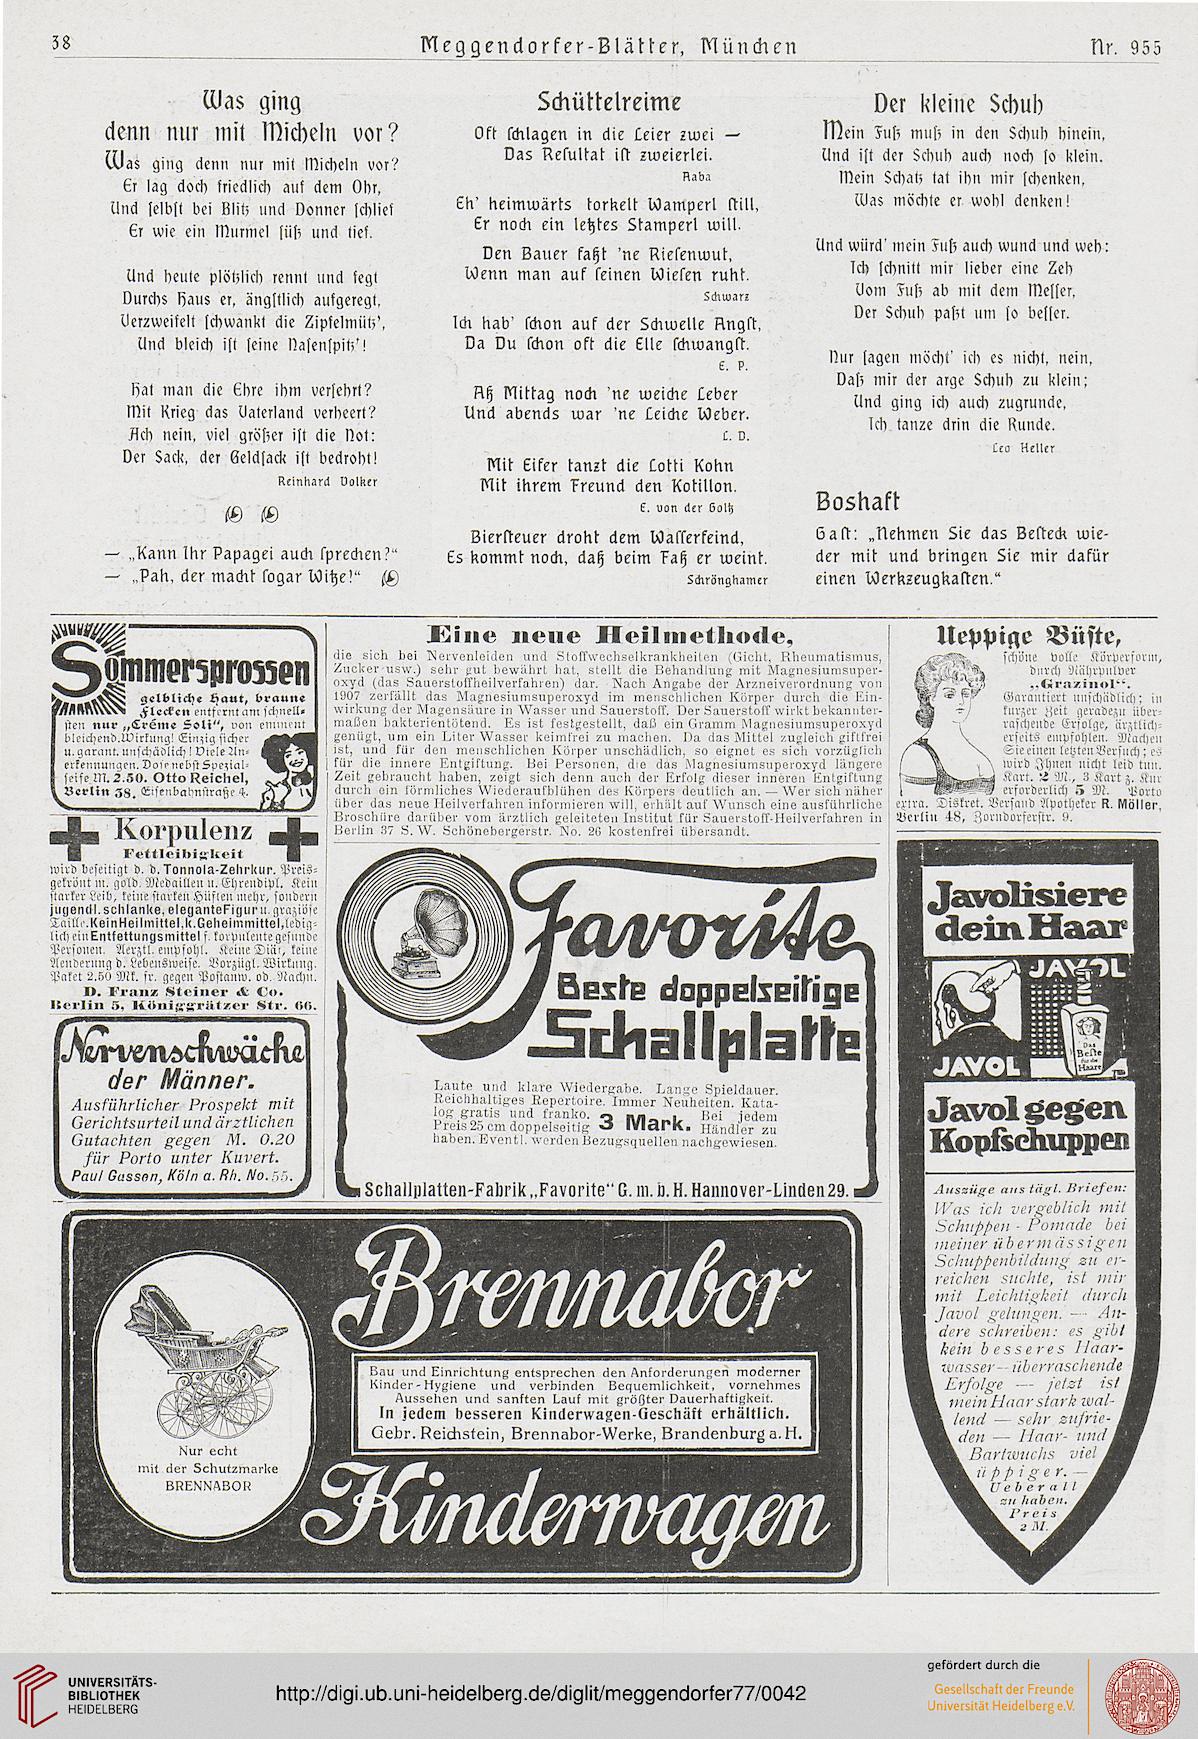 38
Meggendorfer-Blätter, München
Nr. 955
Was ging
denn nur mit Micheln vor?
Was ging denn nur mit Micheln vor?
Er lag doch friedlich auf dem Ohr,
Und selbst bei Blitz und Donner schlief
Er wie ein Murmel süß und tief.
Und heute plötzlich rennt und fegt
Durchs Haus er, ängstlich aufgeregt,
Verzweifelt schwankt die Zipfelmütz',
Und bleich ist seine Nasenspitz'!
Hat man die Ehre ihm versehrt?
Mit Krieg das Vaterland verheert?
Ach nein, viel größer ist die Not:
Der Sack, der Geldsack ist bedroht!
Reinhard Volker
— „Kann Ihr Papagei auch sprechen?“
— „Pah, der macht sogar Witze!“
Schüttelreime
Oft schlagen in die Leier zwei —
Das Resultat ist zweierlei.
Raba
Eh' heimwärts torkelt Wamperl still,
Er noch ein letztes Stamperl will.
Den Bauer faßt 'ne Riesenwut,
Wenn man auf seinen Wiesen ruht.
Schwarz
Ich hab' schon auf der Schwelle Angst,
Da Du schon oft die Elle schwangst.
E. P.
Aß Mittag noch 'ne weiche Leber
Und abends war 'ne Leiche Weber.
L. D.
Mit Eifer tanzt die Lotti Kohn
Mit ihrem Freund den Kotillon.
E. von der Goltz
Biersteuer droht dem Wasserfeind,
Es kommt noch, daß beim Faß er weint.
Schrönghamer
Der kleine Schuh
Mein Fuß muß in den Schuh hinein,
Und ist der Schuh auch noch so klein.
Mein Schatz tat ihn mir schenken,
Was möchte er wohl denken!
Und würd' mein Fuß auch wund und weh:
Ich schnitt mir lieber eine Zeh
Vom Fuß ab mit dem Messer,
Der Schuh paßt um so besser.
Nur sagen möcht' ich es nicht, nein,
Daß mir der arge Schuh zu klein;
Und ging ich auch zugrunde,
Ich tanze drin die Runde.
Leo Heller
Boshaft
Gast: „Nehmen Sie das Besteck wie-
der mit und bringen Sie mir dafür
einen Werkzeugkasten.“
Sommersprossen
gelbliche Haut, braune
Flecken entfernt am schnell-
sten nur „Crême Soli“, von eminent
bleichend. Wirkung! Einzig sicher
u. garant. unschädlich! Viele An-
erkennungen. Dose nebst Spezial-
seife M. 2.50. Otto Reichel,
Berlin 38. Eisenbahnstraße 4.
Korpulenz
Fettleibigkeit
wird beseitigt d. d. Tonnola-Zehrkur. Preis-
gekrönt m. gold. Medaillen u. Ehrendipl. Kein
starker Leib, keine starken Hüften mehr, sondern
jugendl. schlanke, elegante Figur u. graziöse
Taille. Kein Heilmittel, k. Geheimmittel, ledig-
lich ein Entfettungsmittel f. korpulente gesunde
Personen. Aerztl. empfohl. Keine Diät, keine
Aenderung d. Lebensweise. Vorzügl. Wirkung.
Paket 2.50 Mk. fr. gegen Postanw. od. Nachn.
D. Franz Steiner & Co.
Berlin 5, Königgrätzer Str. 66.
Nervenschwäche
der Männer.
Ausführlicher Prospekt mit
Gerichtsurteil und ärztlichen
Gutachten gegen M. 0.20
für Porto unter Kuvert.
Paul Gassen, Köln a. Rh. No. 55.
Eine neue Heilmethode,
die sich bei Nervenleiden und Stoffwechselkrankheiten (Gicht, Rheumatismus,
Zucker usw.) sehr gut bewährt hat, stellt die Behandlung mit Magnesiumsuper-
oxyd (das Sauerstoffheilverfahren) dar. Nach Angabe der Arzneiverordnung von
1907 zerfällt das Magnesiumsuperoxyd im menschlichen Körper durch die Ein-
wirkung der Magensäure in Wasser und Sauerstoff. Der Sauerstoff wirkt bekannter-
maßen bakterientötend. Es ist festgestellt, daß ein Gramm Magnesiumsuperoxyd
genügt, um ein Liter Wasser keimfrei zu machen. Da das Mittel zugleich giftfrei
ist, und für den menschlichen Körper unschädlich, so eignet es sich vorzüglich
für die innere Entgiftung. Bei Personen, die das Magnesiumsuperoxyd längere
Zeit gebraucht haben, zeigt sich denn auch der Erfolg dieser inneren Entgiftung
durch ein förmliches Wiederaufblühen des Körpers deutlich an. — Wer sich näher
über das neue Heilverfahren informieren will, erhält auf Wunsch eine ausführliche
Broschüre darüber vom ärztlich geleiteten Institut für Sauerstoff-Heilverfahren in
Berlin 37 S. W. Schönebergerstr. No. 26 kostenfrei übersandt.
Favorite
Beste doppelseitige
Schallplatte
Laute und klare Wiedergabe. Lange Spieldauer.
Reichhaltiges Repertoire. Immer Neuheiten. Kata-
log gratis und franko. 3 Mark. Bei jedem
Preis 25 cm doppelseitig Händler zu
haben. Eventl. werden Bezugsquellen nachgewiesen.
Schallplatten-Fabrik „Favorite“ G. m. b. H. Hannover-Linden 29.
Ueppige Büste,
schöne volle Körperform,
durch Nährpulver
„Grazinol“.
Garantiert unschädlich; in
kurzer Zeit geradezu über-
raschende Erfolge, ärztlich-
erseits empfohlen. Machen
Sie einen letzten Versuch; es
wird Ihnen nicht leid tun.
Kart. 2 M., 3 Kart z. Kur
erforderlich 5 M. Porto
extra. Diskret. Versand Apotheker R. Möller,
Berlin 48, Zorndorferstr. 9.
Javolisiere
dein Haar
JAVOL
JAVOL
Das
Beste
für die
Haare
Javol gegen
Kopfschuppen
Auszüge aus tägl. Briefen:
Was ich vergeblich mit
Schuppen-Pomade bei
meiner übermässigen
Schuppenbildung zu er-
reichen suchte, ist mir
mit Leichtigkeit durch
Javol gelungen. — An-
dere schreiben: es gibt
kein besseres Haar-
wasser — überraschende
Erfolge — jetzt ist
mein Haar stark wal-
lend — sehr zufrie-
den — Haar- und
Bartwuchs viel
üppiger. —
Ueberall
zu haben.
Preis
2 M.
Brennabor
Bau und Einrichtung entsprechen den Anforderungen moderner
Kinder-Hygiene und verbinden Bequemlichkeit, vornehmes
Aussehen und sanften Lauf mit größter Dauerhaftigkeit.
In jedem besseren Kinderwagen-Geschäft erhältlich.
Gebr. Reichstein, Brennabor-Werke, Brandenburg a. H.
Kinderwagen
Nur echt
mit der Schutzmarke
BRENNABOR
UNIVERSITÄTS-
BIBLIOTHEK
HEIDELBERG
http://digi.ub.uni-heidelberg.de/diglit/meggendorfer77/0042
gefördert durch die
Gesellschaft der Freunde
Universität Heidelberg e.V.